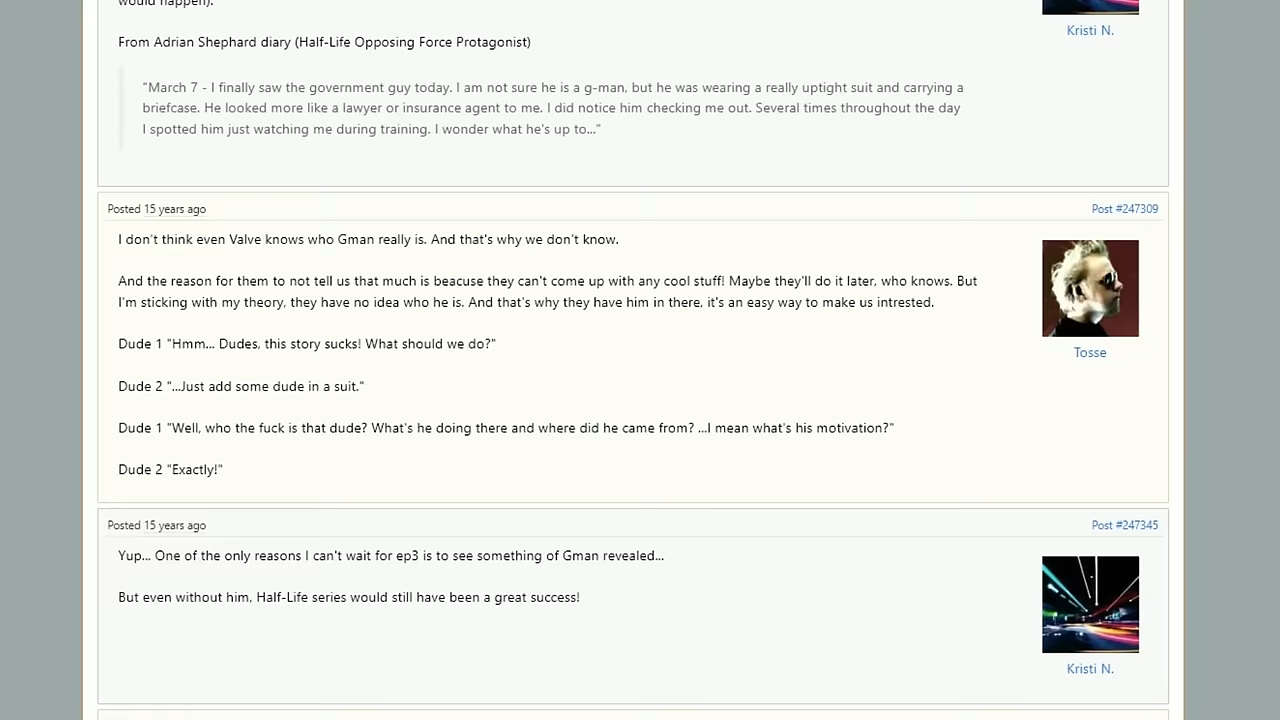 would happen).
Kristi N.
From Adrian Shephard diary (Half-Life Opposing Force Protagonist)
"March 7 - I finally saw the government guy today. I am not sure he is a g-man, but he was wearing a really uptight suit and carrying a
briefcase. He looked more like a lawyer or insurance agent to me. I did notice him checking me out. Several times throughout the day
I spotted him just watching me during training. I wonder what he's up to..."
Posted 15 years ago
Post #247309
I don't think even Valve knows who Gman really is. And that's why we don't know.
And the reason for them to not tell us that much is beacuse they can't come up with any cool stuff! Maybe they'll do it later, who knows. But
I'm sticking with my theory, they have no idea who he is. And that's why they have him in there, it's an easy way to make us intrested.
Tosse
Dude 1 "Hmm... Dudes, this story sucks! What should we do?"
Dude 2 "...Just add some dude in a suit."
Dude 1 "Well, who the fuck is that dude? What's he doing there and where did he came from? ...I mean what's his motivation?"
Dude 2 "Exactly!"
Posted 15 years ago
Post #247345
Yup... One of the only reasons I can't wait for ep3 is to see something of Gman revealed...
But even without him, Half-Life series would still have been a great success!
Kristi N.